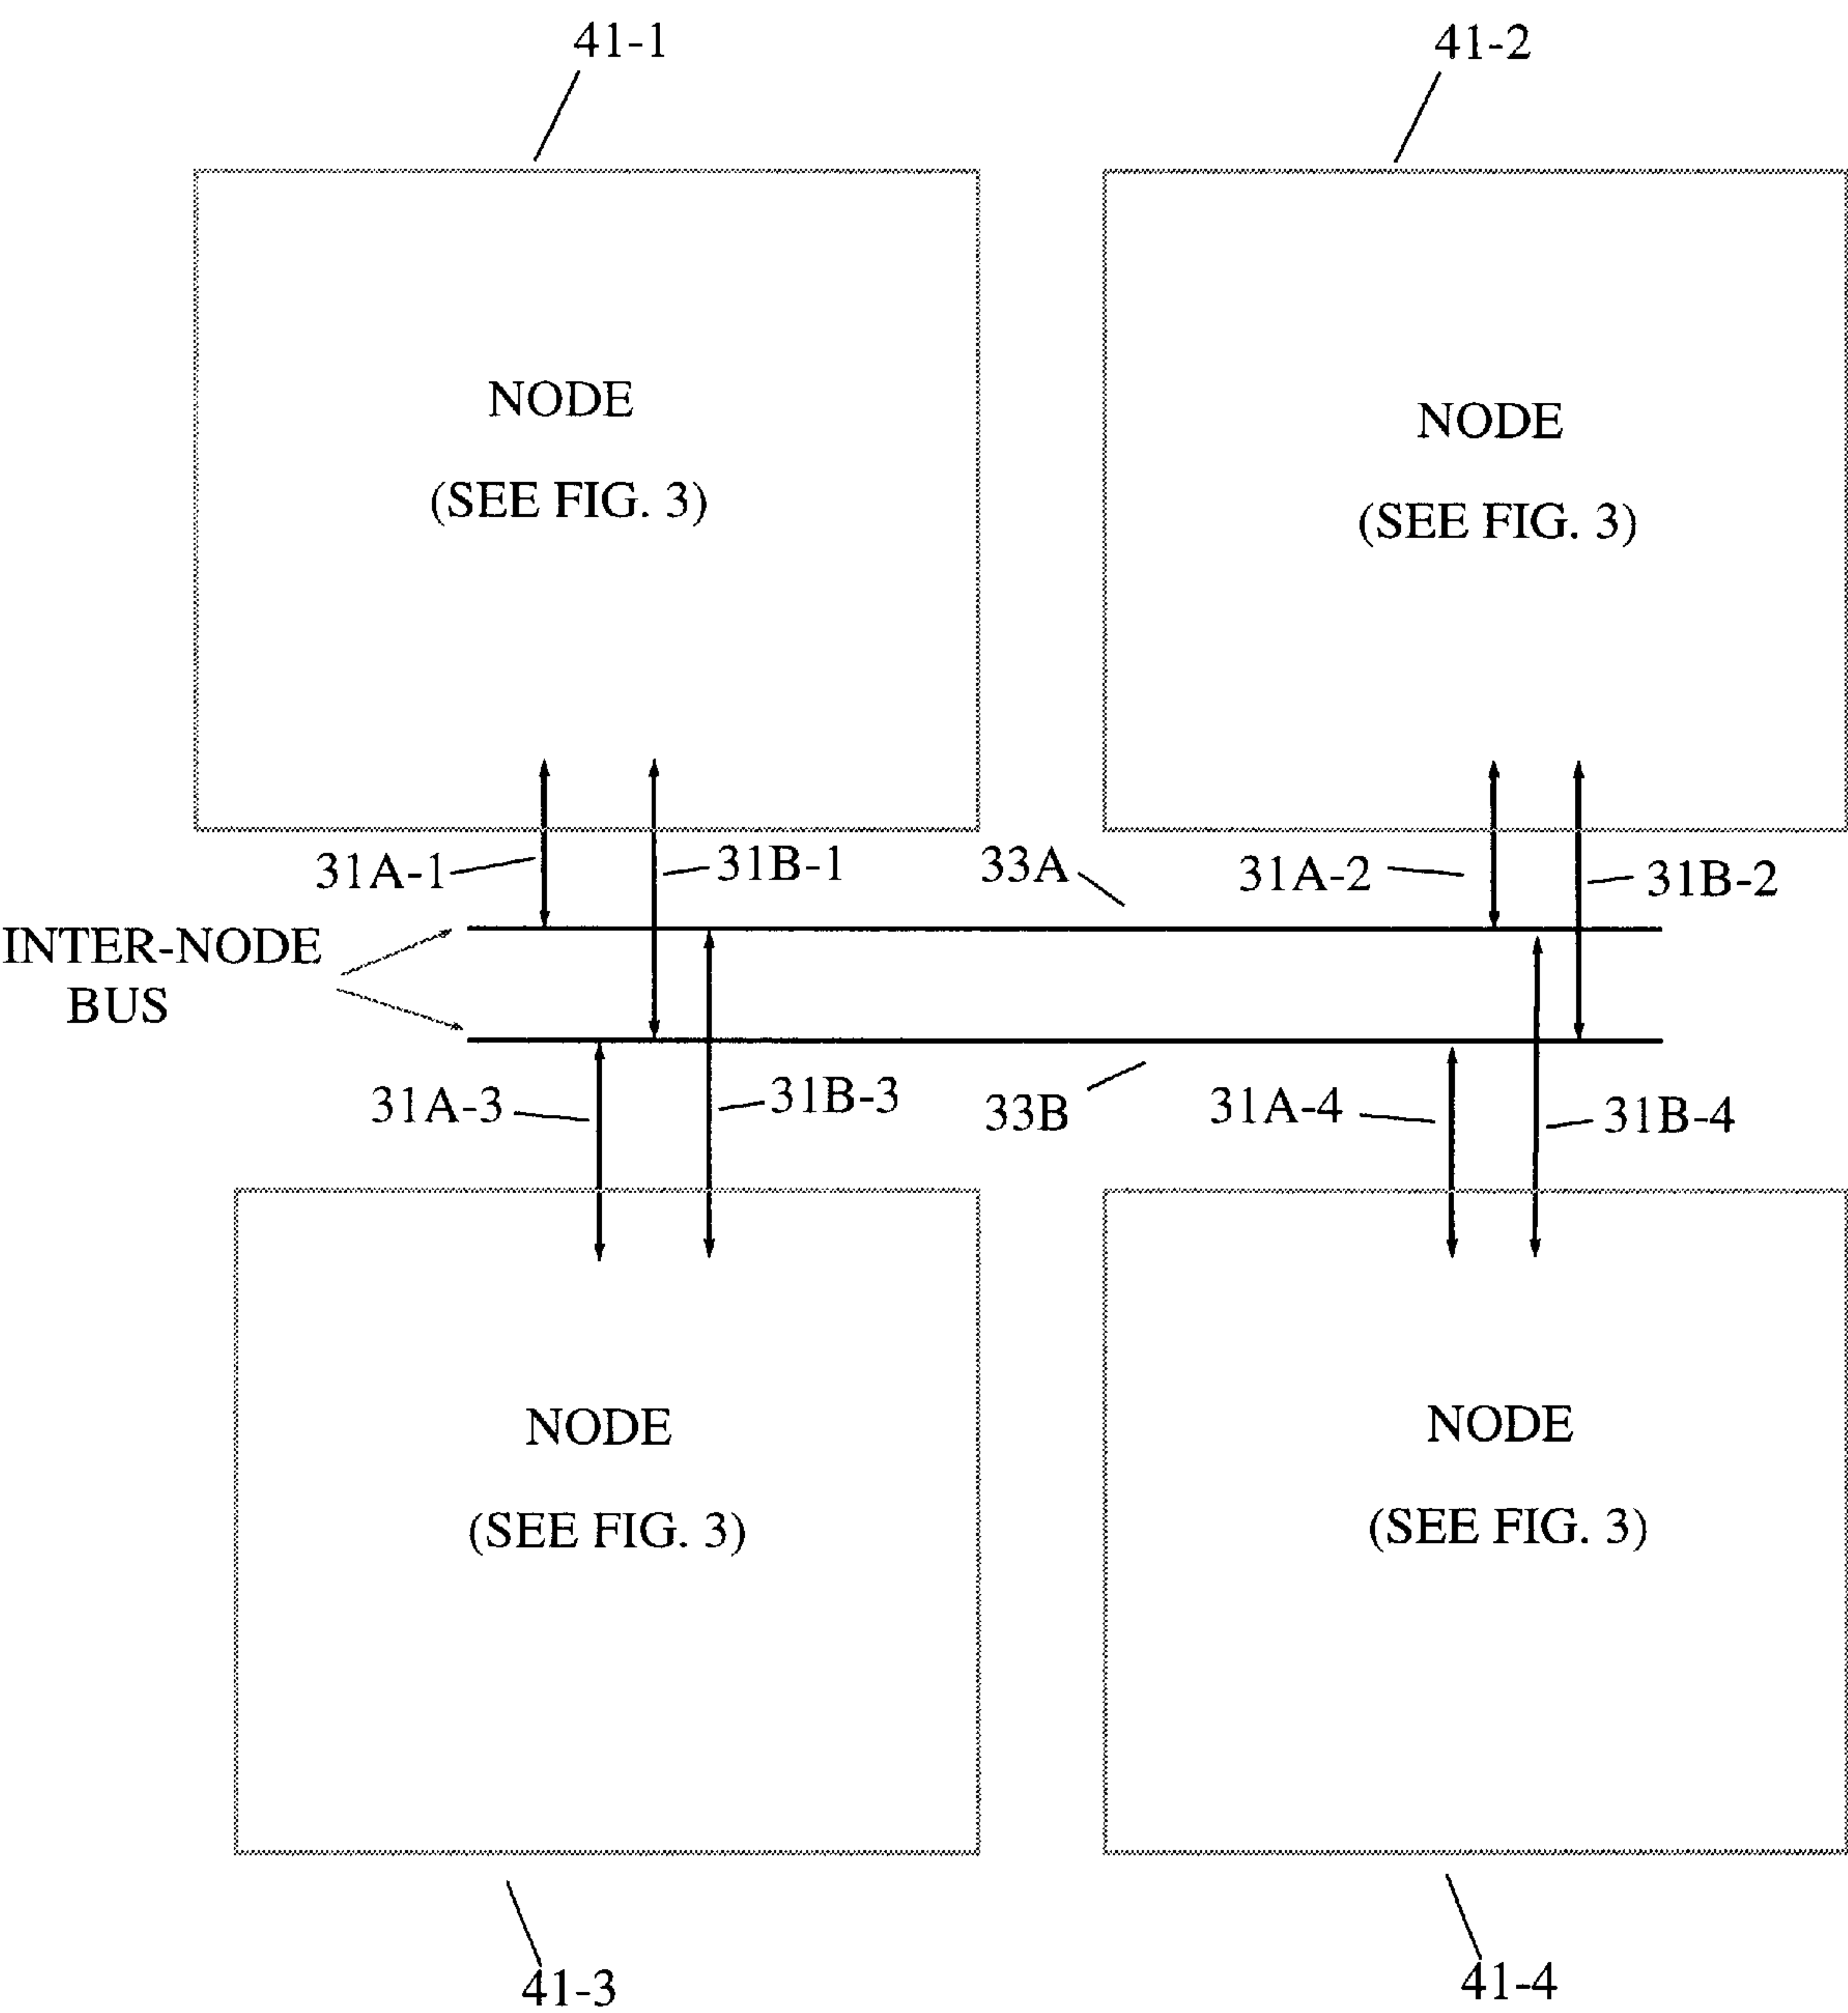 41-1
41-2
NODE
(SEE FIG. 3)
NODE
(SEE FIG. 3)
31A-1
31B-1
33A
31A-2
31B-2
INTER-NODE
BUS
31A-3
31B-3
33B
31A-4
31B-4
NODE
(SEE FIG. 3)
NODE
(SEE FIG. 3)
41-3
41-4